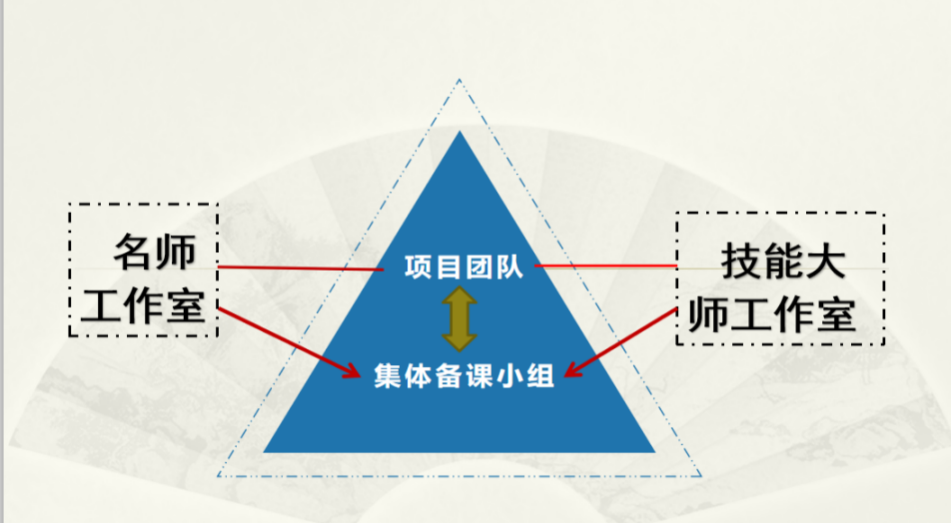 名师
工作室
项目团队
集体备课小组
技能大
师工作室